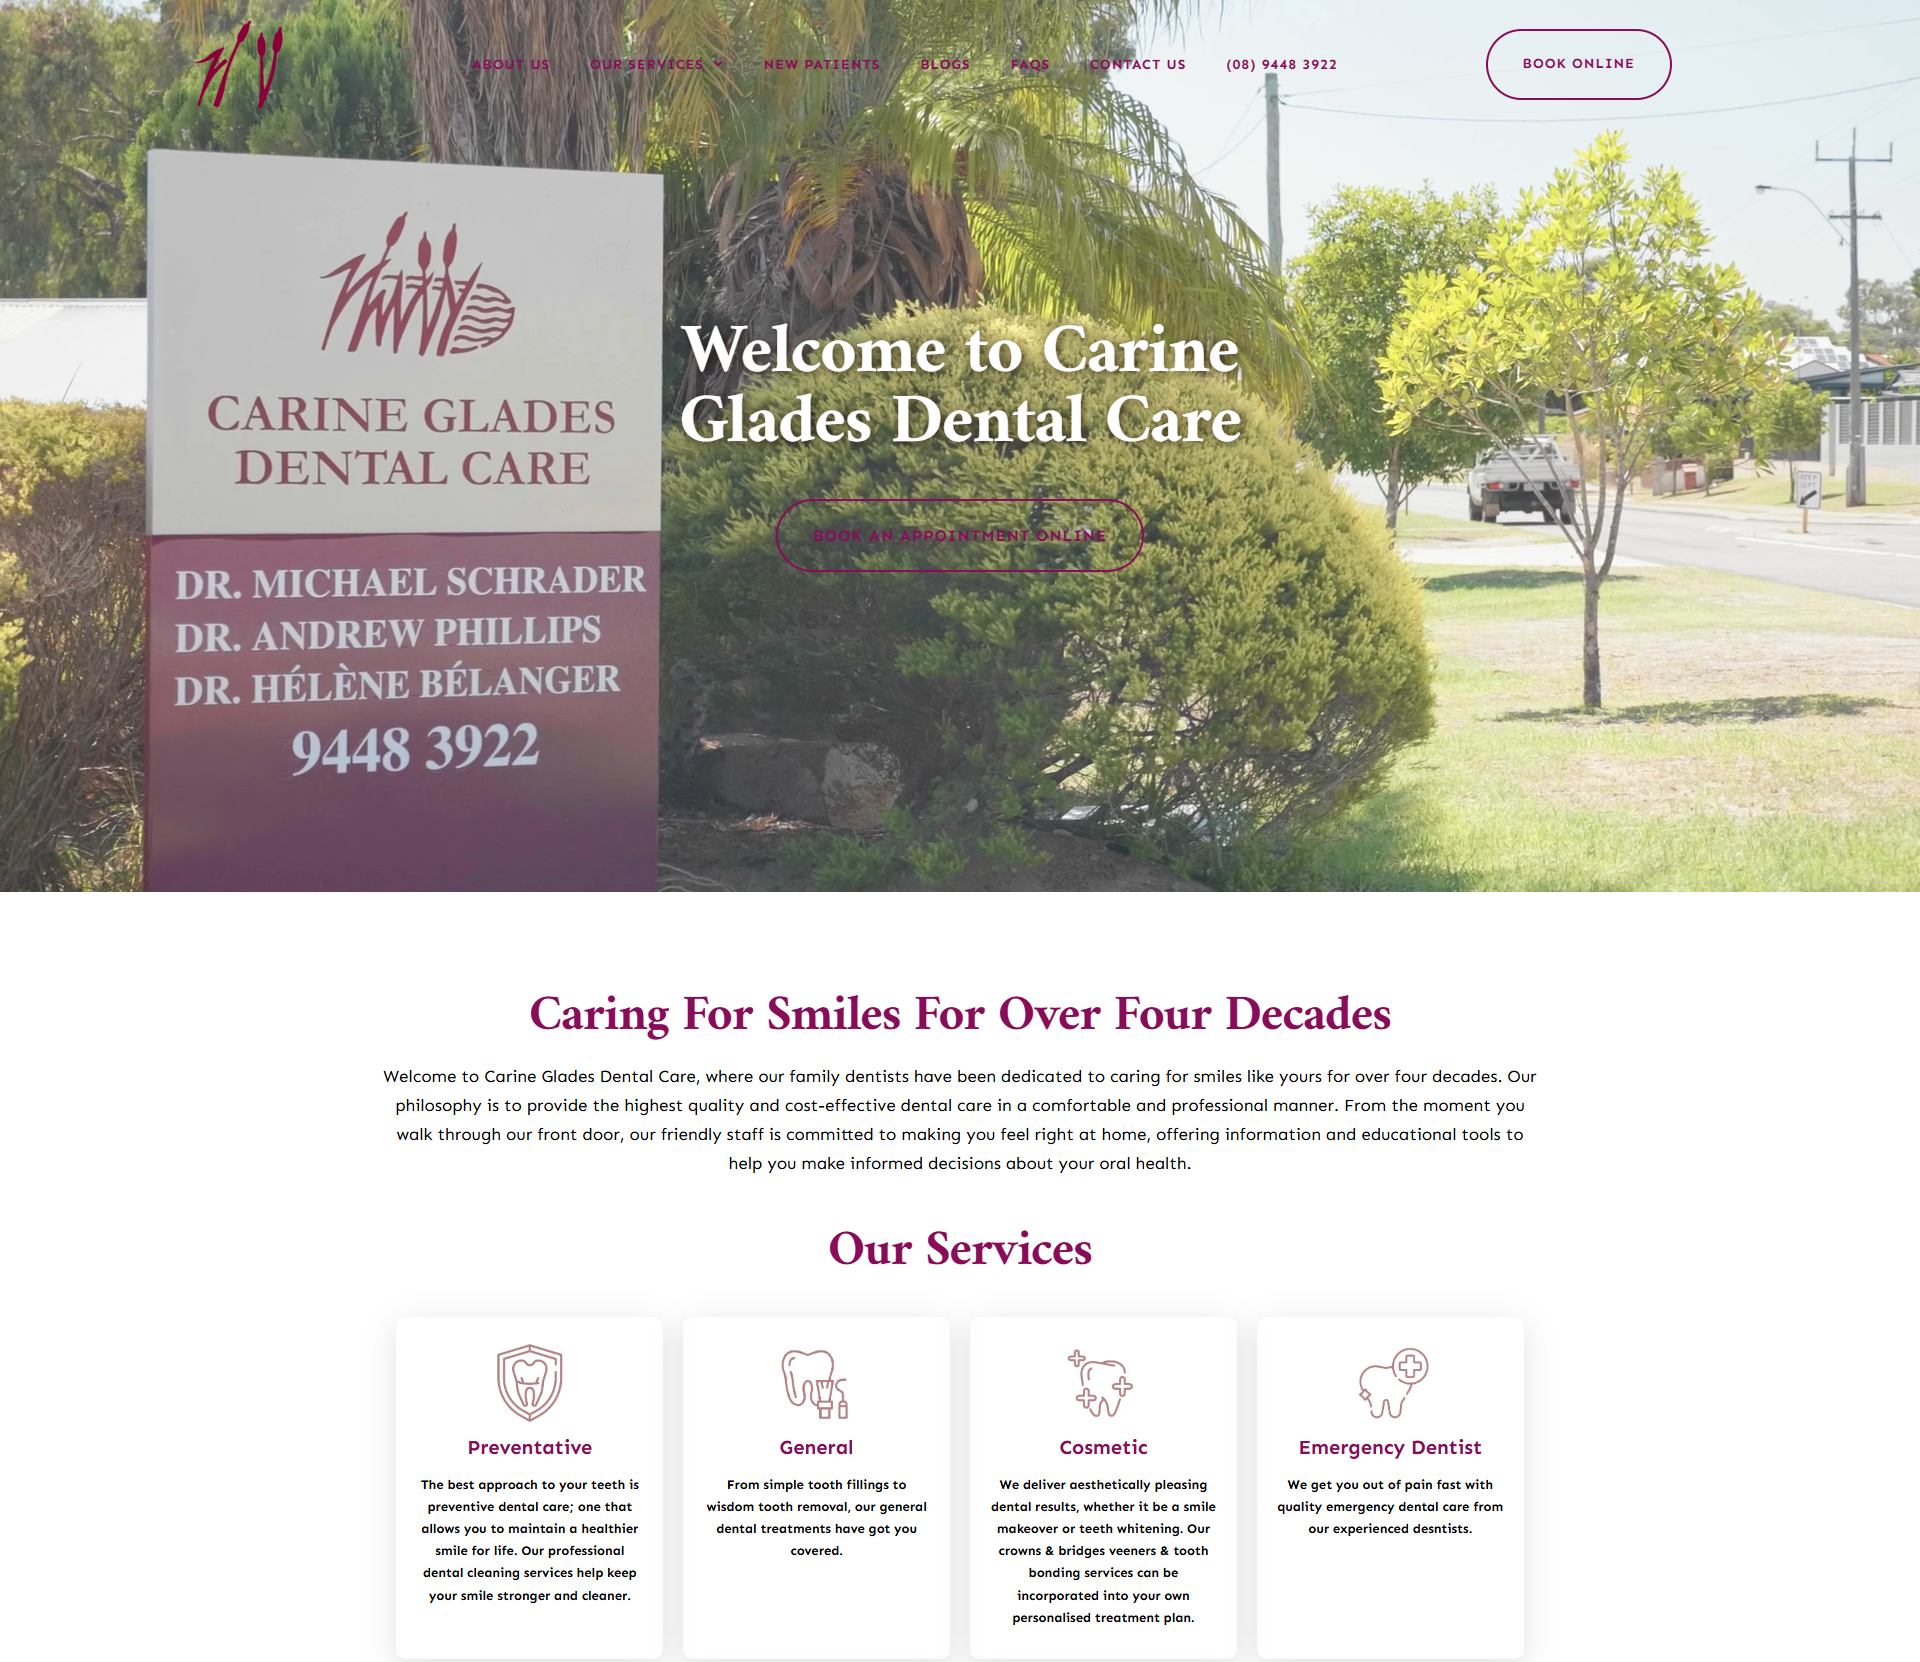 ABOUT US OUR SERVICES NEW PATIENTS BLOGS FAQS CONTACT US (08) 9448 3922 BOOK ONLINE
CARINE GLADES
DENTAL CARE
DR. MICHAEL SCHRADER
DR. ANDREW PHILLIPS
DR. HÉLÈNE BÉLANGER
9448 3922
Welcome to Carine
Glades Dental Care
BOOK AN APPOINTMENT ONLINE
KEEP
LEFT
Caring For Smiles For Over Four Decades
Welcome to Carine Glades Dental Care, where our family dentists have been dedicated to caring for smiles like yours for over four decades. Our
philosophy is to provide the highest quality and cost-effective dental care in a comfortable and professional manner. From the moment you
walk through our front door, our friendly staff is committed to making you feel right at home, offering information and educational tools to
help you make informed decisions about your oral health.
Our Services
Preventative
The best approach to your teeth is
preventive dental care; one that
allows you to maintain a healthier
smile for life. Our professional
dental cleaning services help keep
your smile stronger and cleaner.
General
From simple tooth fillings to
wisdom tooth removal, our general
dental treatments have got you
covered.
Cosmetic
We deliver aesthetically pleasing
dental results, whether it be a smile
makeover or teeth whitening. Our
crowns & bridges veeners & tooth
bonding services can be
incorporated into your own
personalised treatment plan.
Emergency Dentist
We get you out of pain fast with
quality emergency dental care from
our experienced desntists.